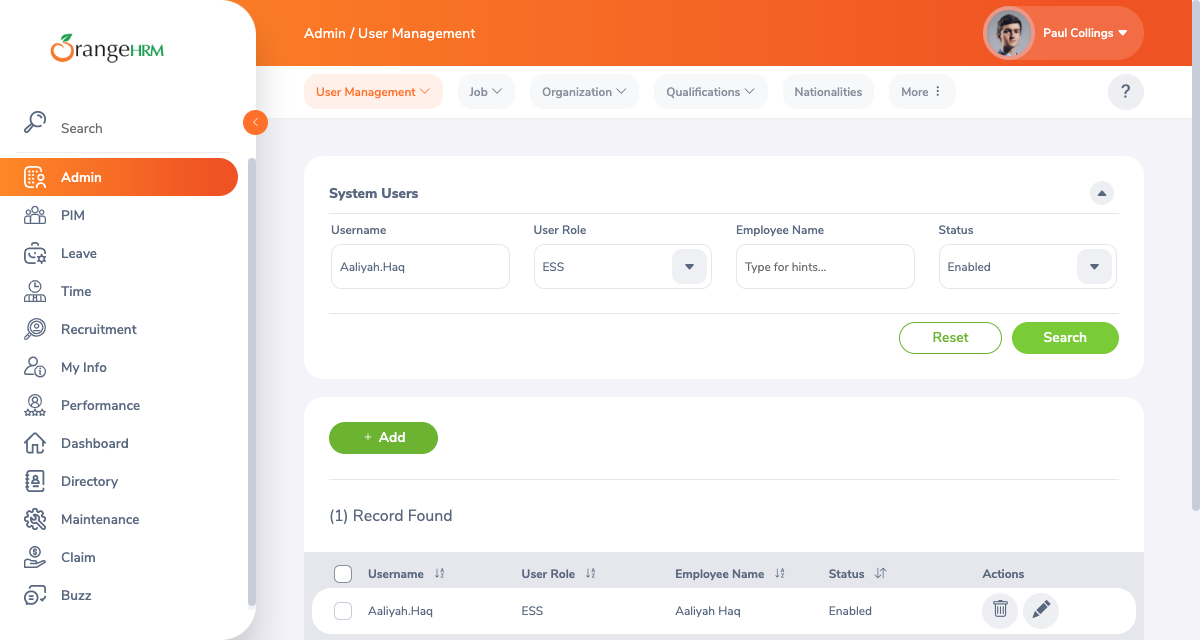 OrangeHRM
Search
Admin
PIM
Leave
Time
Recruitment
My Info
Performance
Dashboard
Directory
Maintenance
Claim
Buzz
Admin / User Management
Paul Collings
User Management
Job
Organization
Qualifications
Nationalities
More
?
System Users
Username
User Role
Employee Name
Status
Aaliyah.Haq
ESS
Type for hints...
Enabled
Reset
Search
+ Add
(1) Record Found
Username
User Role
Employee Name
Status
Actions
Aaliyah.Haq
ESS
Aaliyah Haq
Enabled